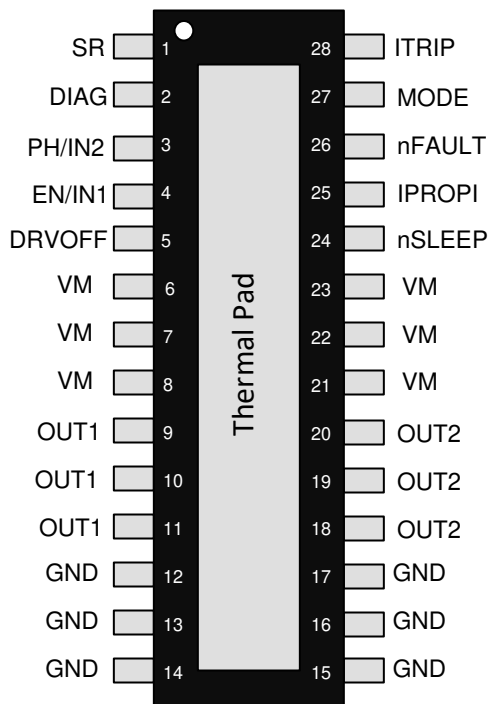 SR 1 28 ITRIP
DIAG 2 27 MODE
PH/IN2 3 26 nFAULT
EN/IN1 4 25 IPROPI
DRVOFF 5 24 nSLEEP
VM 6 23 VM
VM 7 22 VM
VM 8 21 VM
OUT1 9 20 OUT2
OUT1 10 19 OUT2
OUT1 11 18 OUT2
GND 12 17 GND
GND 13 16 GND
GND 14 15 GND
Thermal Pad